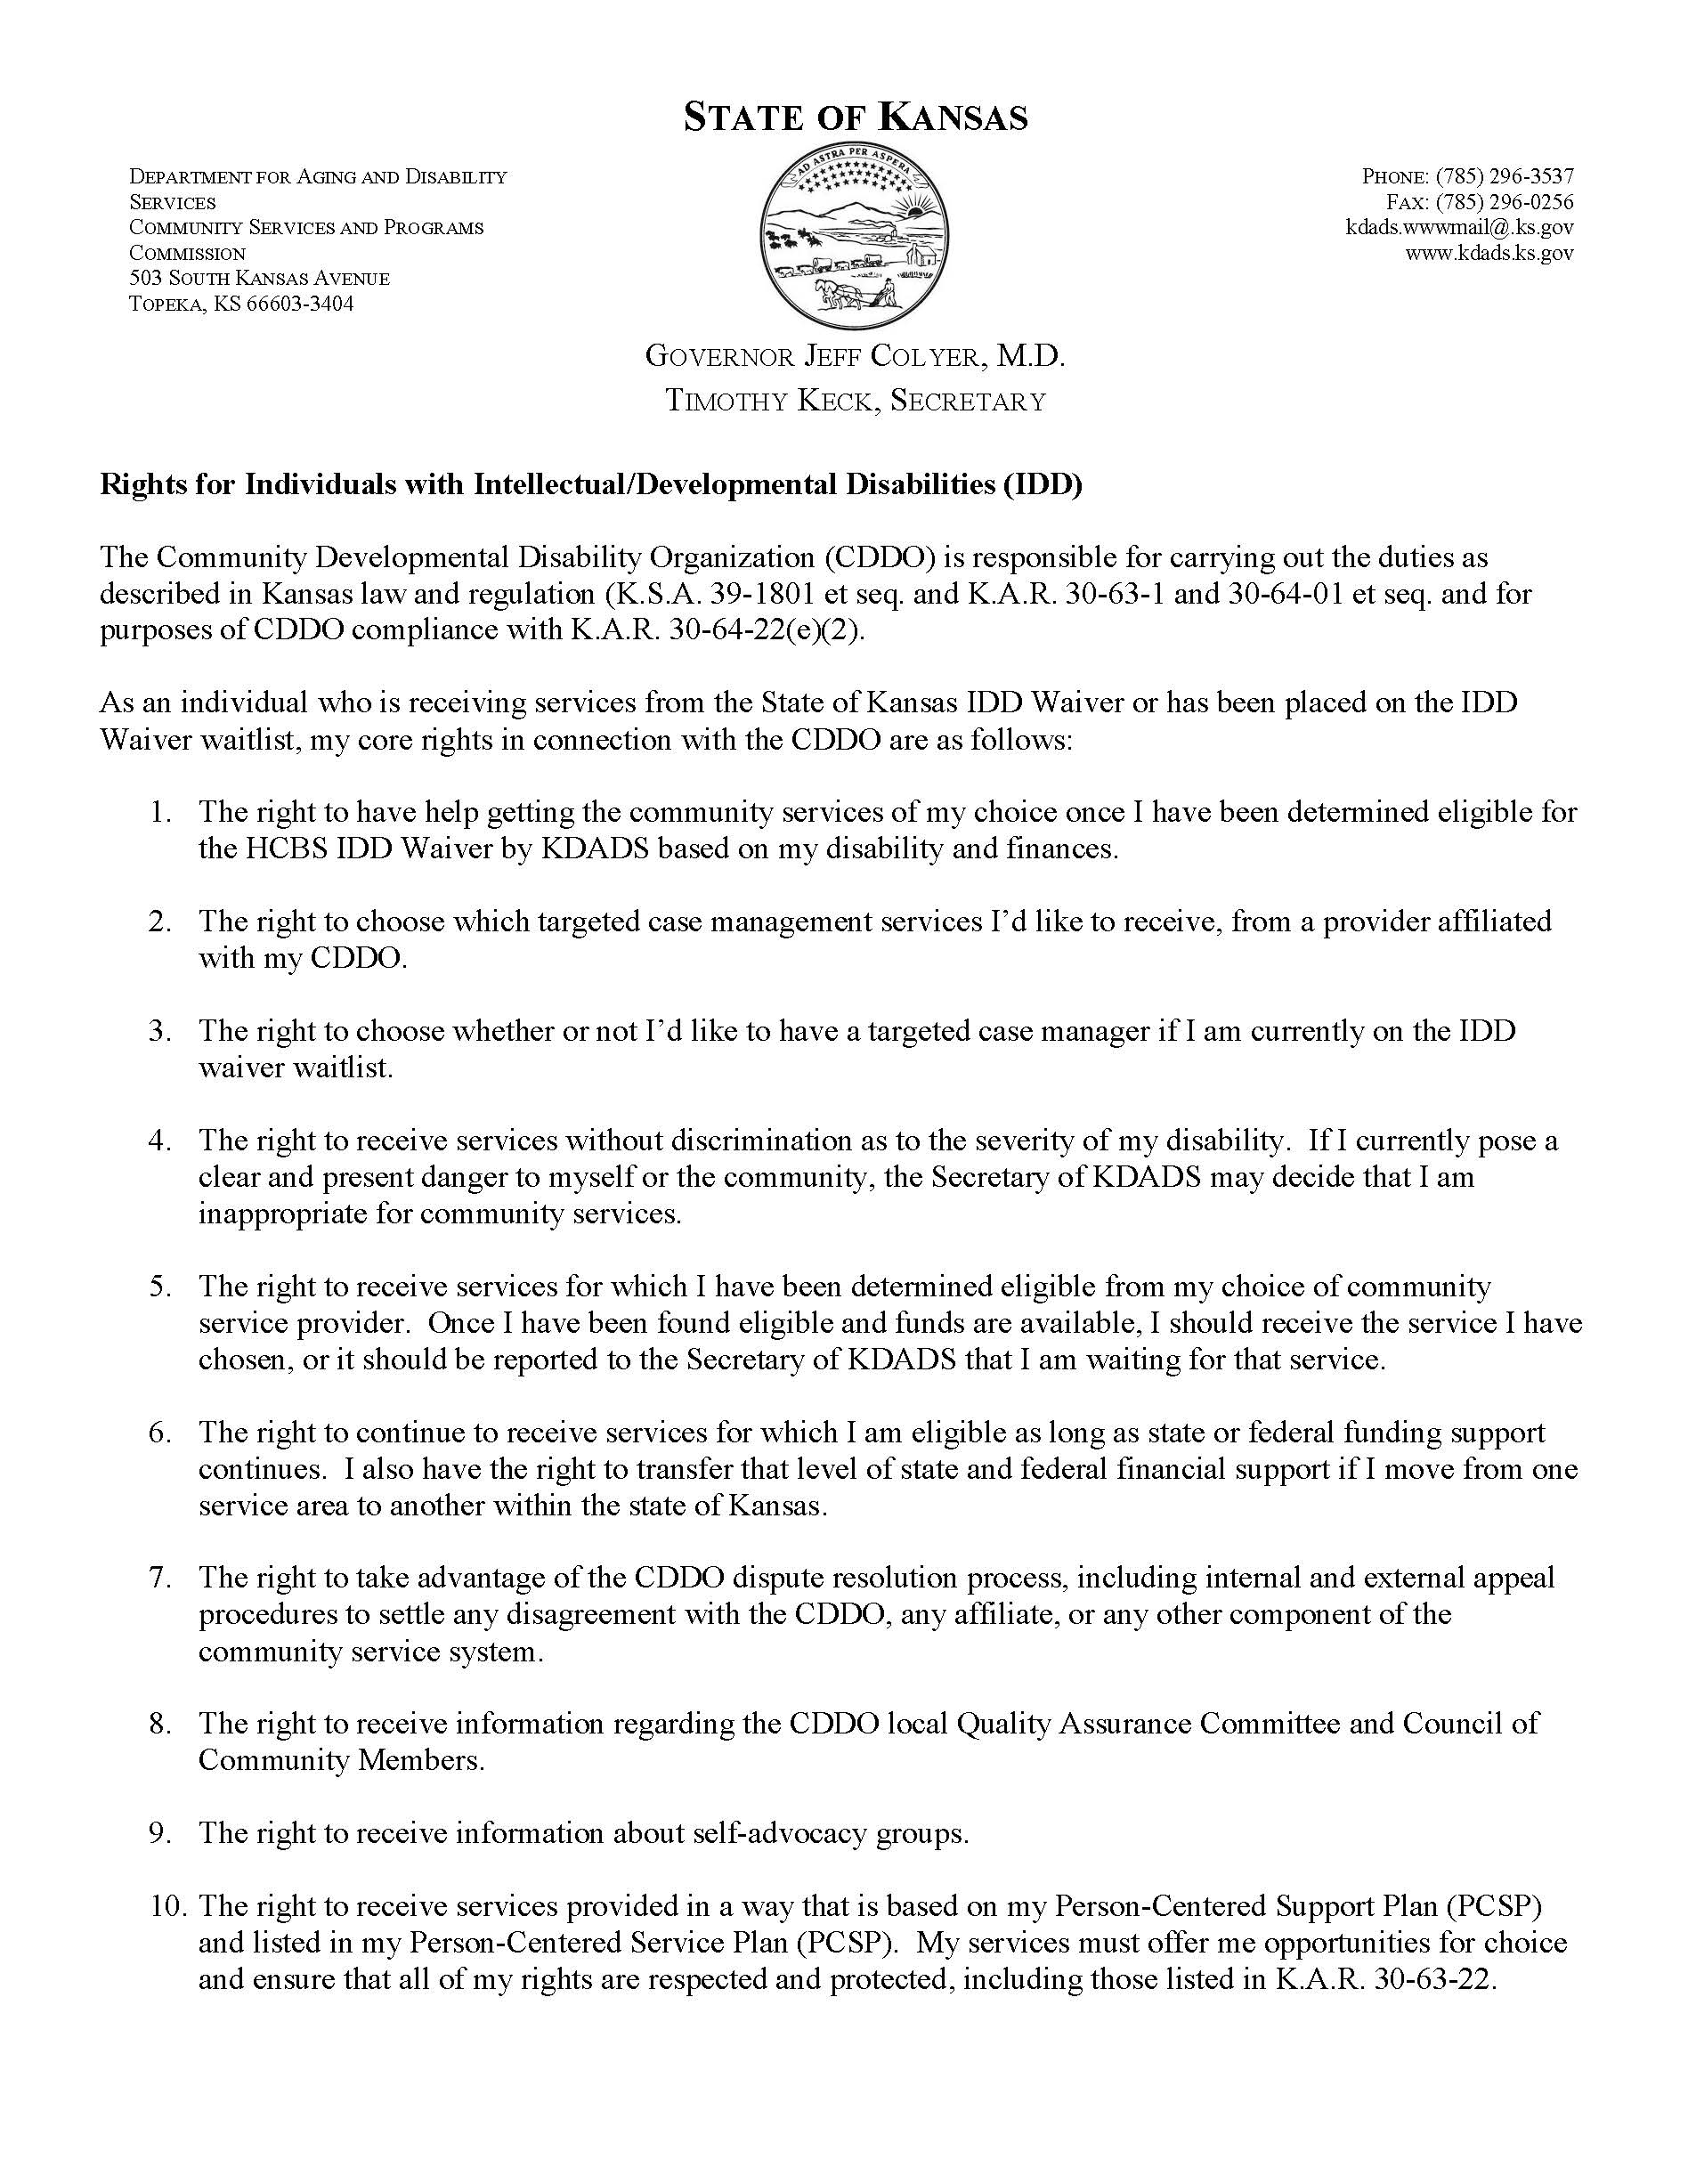 STATE OF KANSAS
DEPARTMENT FOR AGING AND DISABILITY
SERVICES
COMMUNITY SERVICES AND PROGRAMS
COMMISSION
503 SOUTH KANSAS AVENUE
TOPEKA, KS 66603-3404
AD ASTRA PER ASPERA
PHONE: (785) 296-3537
FAX: (785) 296-0256
kdads.wwwmail@.ks.gov
www.kdads.ks.gov
GOVERNOR JEFF COLYER, M.D.
TIMOTHY KECK, SECRETARY
Rights for Individuals with Intellectual/Developmental Disabilities (IDD)
The Community Developmental Disability Organization (CDDO) is responsible for carrying out the duties as
described in Kansas law and regulation (K.S.A. 39-1801 et seq. and K.A.R. 30-63-1 and 30-64-01 et seq. and for
purposes of CDDO compliance with K.A.R. 30-64-22(e)(2).
As an individual who is receiving services from the State of Kansas IDD Waiver or has been placed on the IDD
Waiver waitlist, my core rights in connection with the CDDO are as follows:
1. The right to have help getting the community services of my choice once I have been determined eligible for
the HCBS IDD Waiver by KDADS based on my disability and finances.
2. The right to choose which targeted case management services I’d like to receive, from a provider affiliated
with my CDDO.
3. The right to choose whether or not I’d like to have a targeted case manager if I am currently on the IDD
waiver waitlist.
4. The right to receive services without discrimination as to the severity of my disability.  If I currently pose a
clear and present danger to myself or the community, the Secretary of KDADS may decide that I am
inappropriate for community services.
5. The right to receive services for which I have been determined eligible from my choice of community
service provider.  Once I have been found eligible and funds are available, I should receive the service I have
chosen, or it should be reported to the Secretary of KDADS that I am waiting for that service.
6. The right to continue to receive services for which I am eligible as long as state or federal funding support
continues.  I also have the right to transfer that level of state and federal financial support if I move from one
service area to another within the state of Kansas.
7. The right to take advantage of the CDDO dispute resolution process, including internal and external appeal
procedures to settle any disagreement with the CDDO, any affiliate, or any other component of the
community service system.
8. The right to receive information regarding the CDDO local Quality Assurance Committee and Council of
Community Members.
9. The right to receive information about self-advocacy groups.
10. The right to receive services provided in a way that is based on my Person-Centered Support Plan (PCSP)
and listed in my Person-Centered Service Plan (PCSP).  My services must offer me opportunities for choice
and ensure that all of my rights are respected and protected, including those listed in K.A.R. 30-63-22.